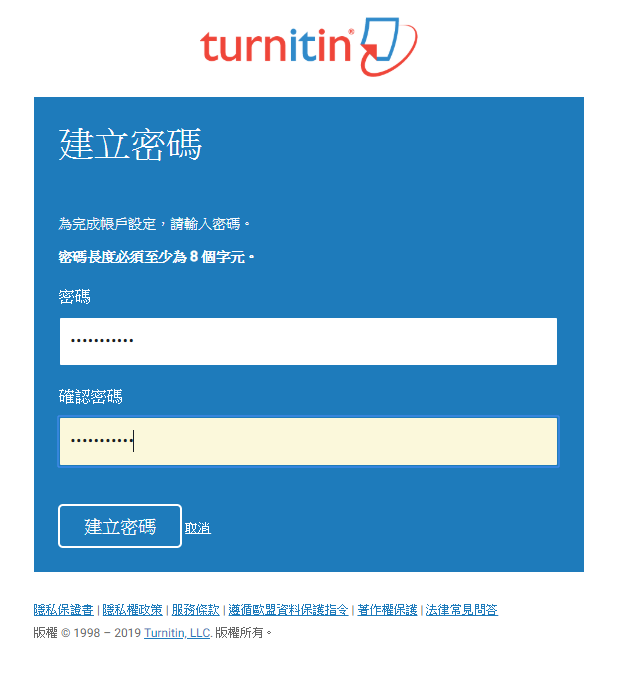 turnitin®
建立密碼
為完成帳戶設定，請輸入密碼。
密碼長度必須至少為 8 個字元。
密碼
•••••••••••
確認密碼
•••••••••••
建立密碼 取消
隱私保證書 | 隱私權政策 | 服務條款 | 遵循歐盟資料保護指令 | 著作權保護 | 法律常見問答
版權 © 1998 – 2019 Turnitin, LLC. 版權所有。